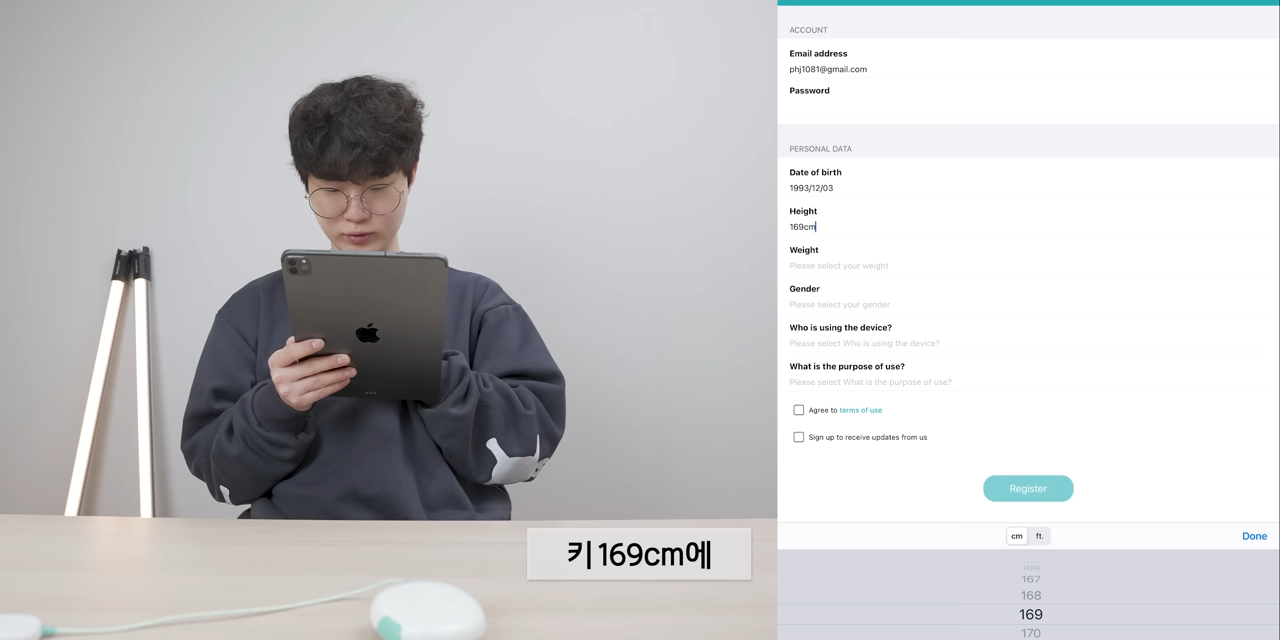 키 169cm에
ACCOUNT
Email address
phj1081@gmail.com
Password
PERSONAL DATA
Date of birth
1993/12/03
Height
169cm
Weight
Please select your weight
Gender
Please select your gender
Who is using the device?
Please select Who is using the device?
What is the purpose of use?
Please select What is the purpose of use?
Agree to terms of use
Sign up to receive updates from us
Register
cm ft. Done
167
168
169
170